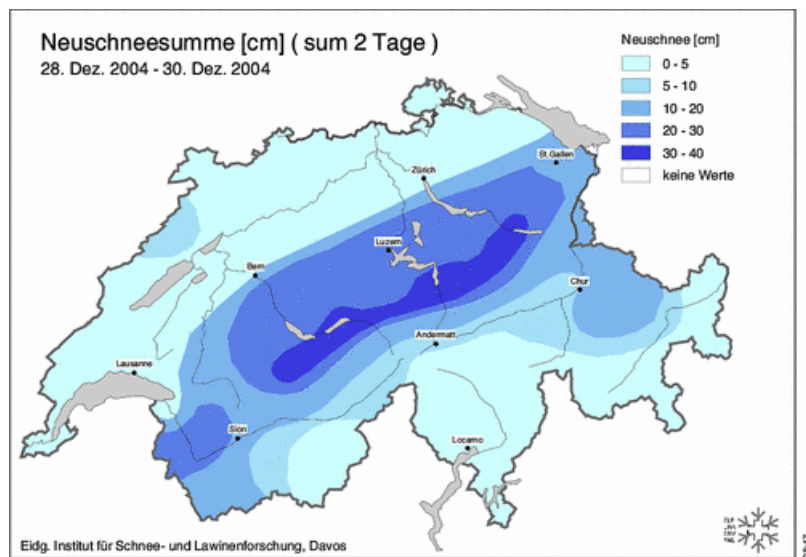 Neuschneesumme [cm] ( sum 2 Tage )
28. Dez. 2004 - 30. Dez. 2004
Neuschnee [cm]
0 - 5
5 - 10
10 - 20
20 - 30
30 - 40
keine Werte
St.Gallen
Zürich
Luzern
Bern
Chur
Andermatt
Lausanne
Sion
Locarno
Eidg. Institut für Schnee- und Lawinenforschung, Davos